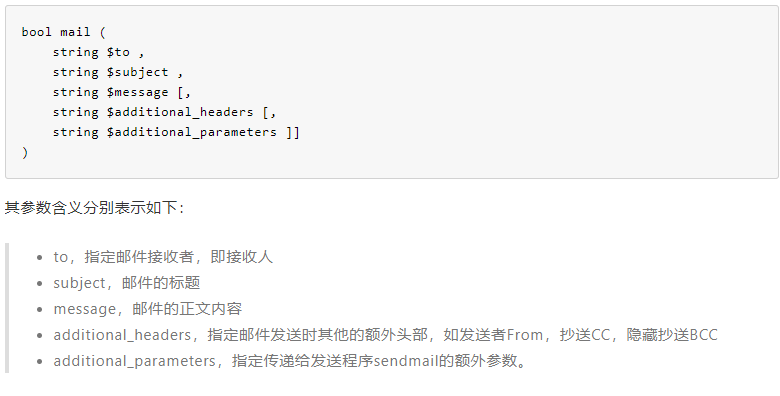 bool mail (
    string $to ,
    string $subject ,
    string $message [,
    string $additional_headers [,
    string $additional_parameters ]]
)
其参数含义分别表示如下：
• to，指定邮件接收者，即接收人
• subject，邮件的标题
• message，邮件的正文内容
• additional_headers，指定邮件发送时其他的额外头部，如发送者From，抄送CC，隐藏抄送BCC
• additional_parameters，指定传递给发送程序sendmail的额外参数。